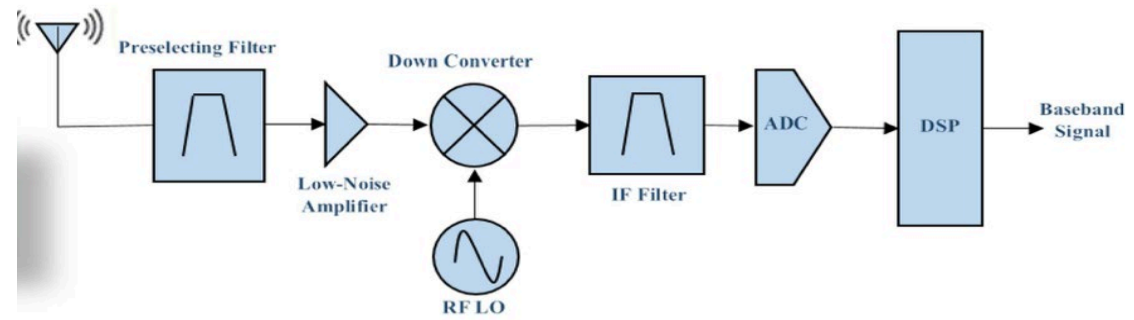 Preselecting Filter
Down Converter
Low-Noise
Amplifier
RF LO
IF Filter
ADC
DSP
Baseband
Signal